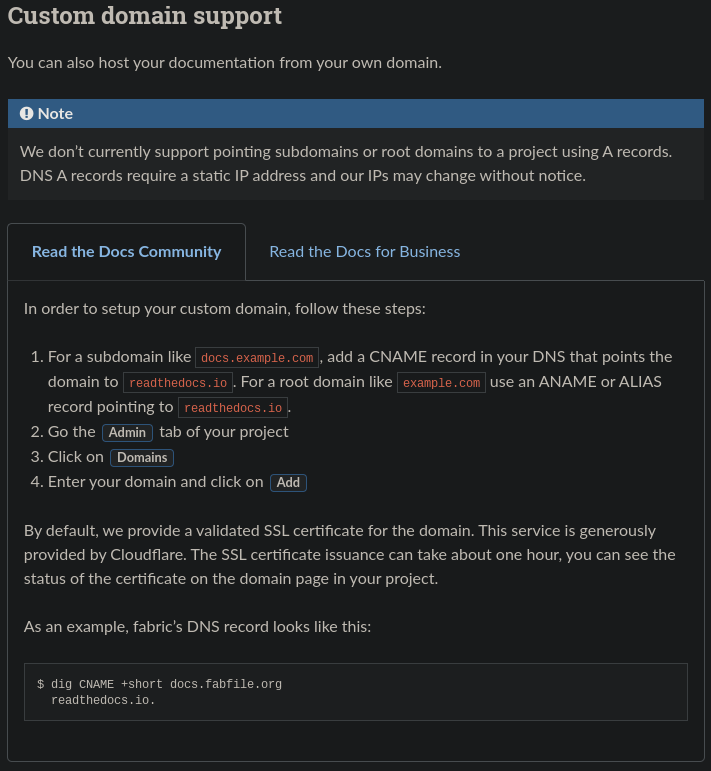 Custom domain support
You can also host your documentation from your own domain.
Note
We don’t currently support pointing subdomains or root domains to a project using A records.
DNS A records require a static IP address and our IPs may change without notice.
Read the Docs Community Read the Docs for Business
In order to setup your custom domain, follow these steps:
1. For a subdomain like docs.example.com, add a CNAME record in your DNS that points the
domain to readthedocs.io. For a root domain like example.com use an ANAME or ALIAS
record pointing to readthedocs.io.
2. Go the Admin tab of your project
3. Click on Domains
4. Enter your domain and click on Add
By default, we provide a validated SSL certificate for the domain. This service is generously
provided by Cloudflare. The SSL certificate issuance can take about one hour, you can see the
status of the certificate on the domain page in your project.
As an example, fabric’s DNS record looks like this:
$ dig CNAME +short docs.fabfile.org
readthedocs.io.